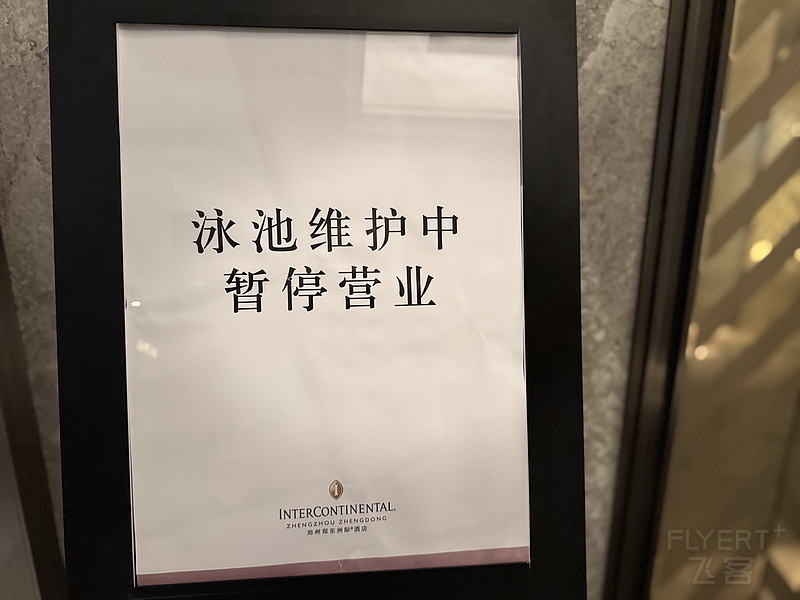 泳池维护中
暂停营业
INTERCONTINENTAL.
ZHENGZHOU ZHENGDONG
郑州郑东洲际®酒店
FLYERT+
飞客